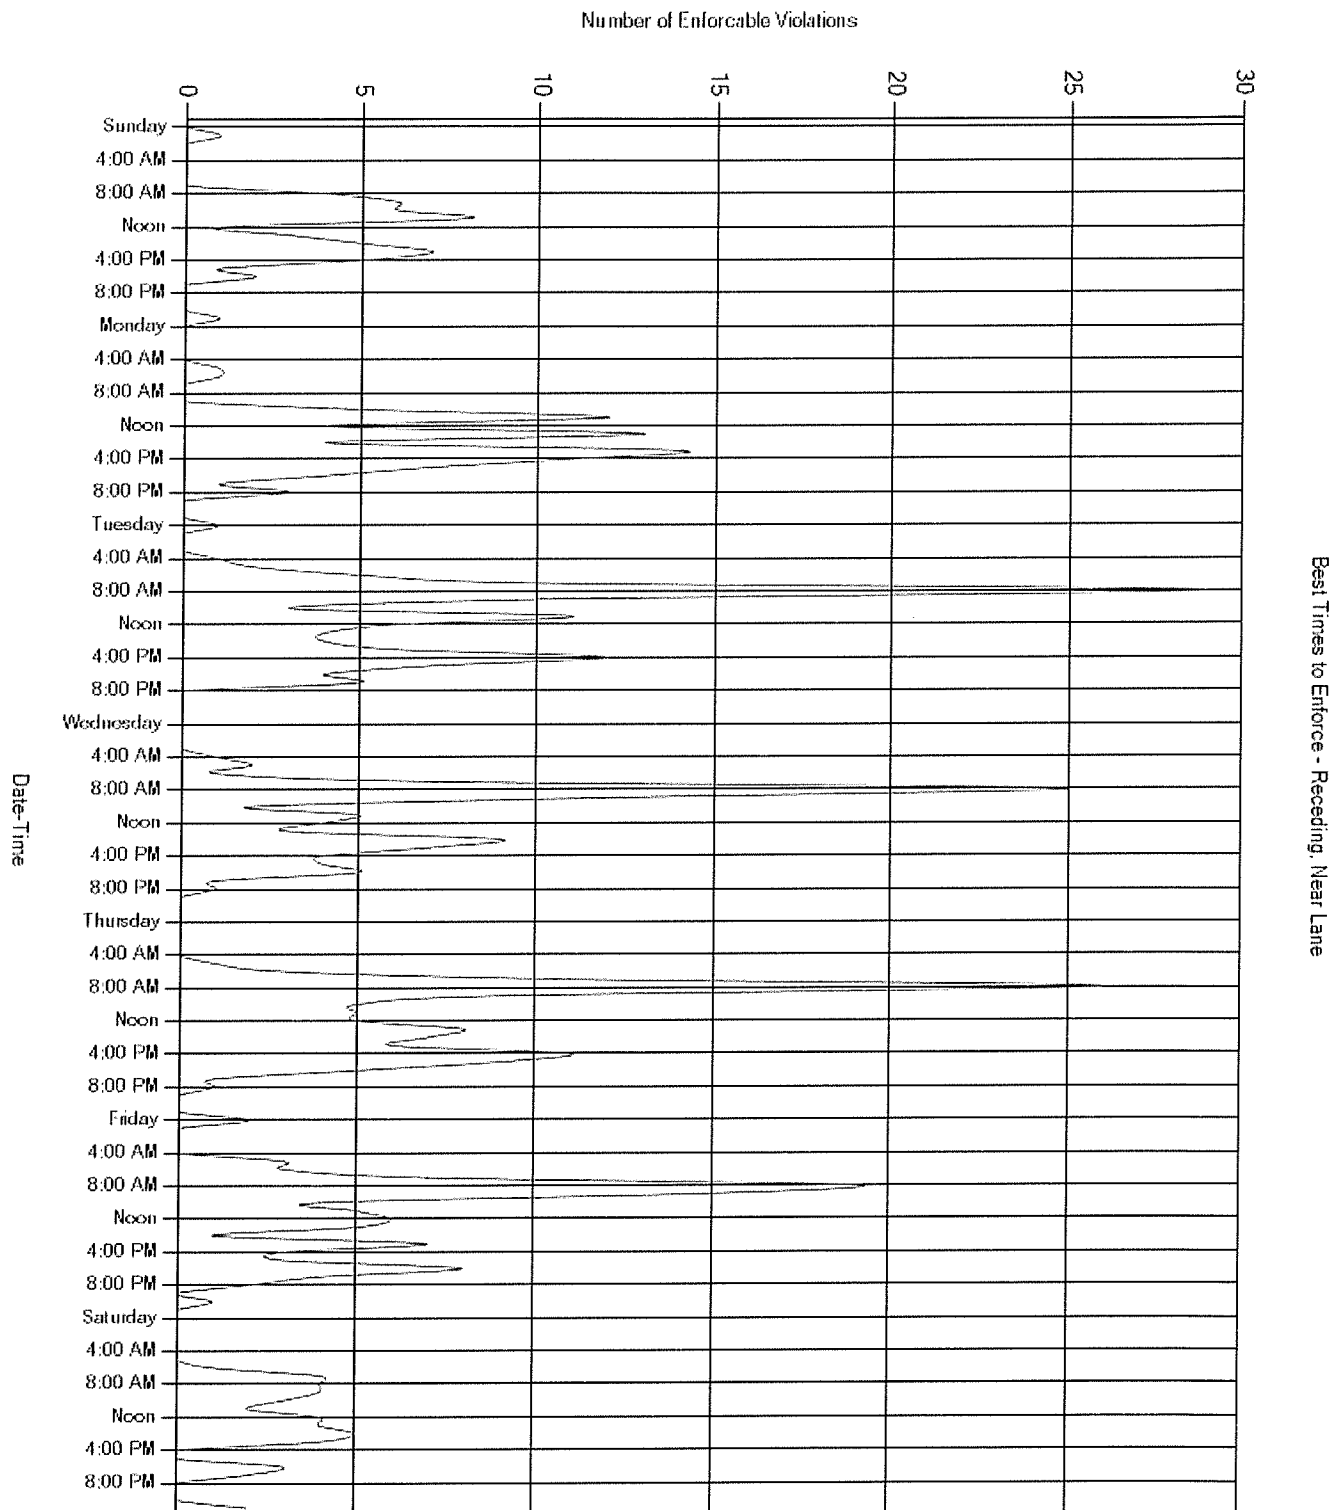 Number of Enforcable Violations
0
5
10
15
20
25
30
Sunday
4:00 AM
8:00 AM
Noon
4:00 PM
8:00 PM
Monday
4:00 AM
8:00 AM
Noon
4:00 PM
8:00 PM
Tuesday
4:00 AM
8:00 AM
Noon
4:00 PM
8:00 PM
Wednesday
4:00 AM
8:00 AM
Noon
4:00 PM
8:00 PM
Thursday
4:00 AM
8:00 AM
Noon
4:00 PM
8:00 PM
Friday
4:00 AM
8:00 AM
Noon
4:00 PM
8:00 PM
Saturday
4:00 AM
8:00 AM
Noon
4:00 PM
8:00 PM
Date-Time
Best Times to Enforce - Receding, Near Lane